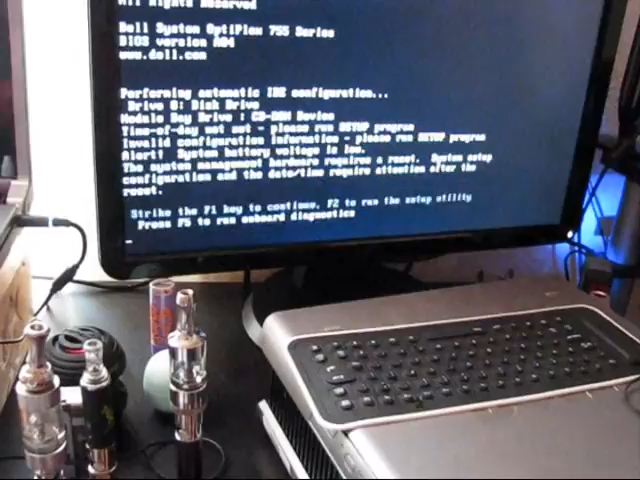 All Rights Reserved
Dell System OptiPlex 755 Series
BIOS version A04
www.dell.com
Performing automatic IDE configuration...
Drive 0: Disk Drive
Module Bay Drive : CD-ROM Device
Time-of-day not set - please run SETUP program
Invalid configuration information - please run SETUP program
Alert! System battery voltage is low.
The system management hardware requires a reset. System setup
configuration and the date/time require attention after the
reset.
Strike the F1 key to continue, F2 to run the setup utility
Press F5 to run onboard diagnostics